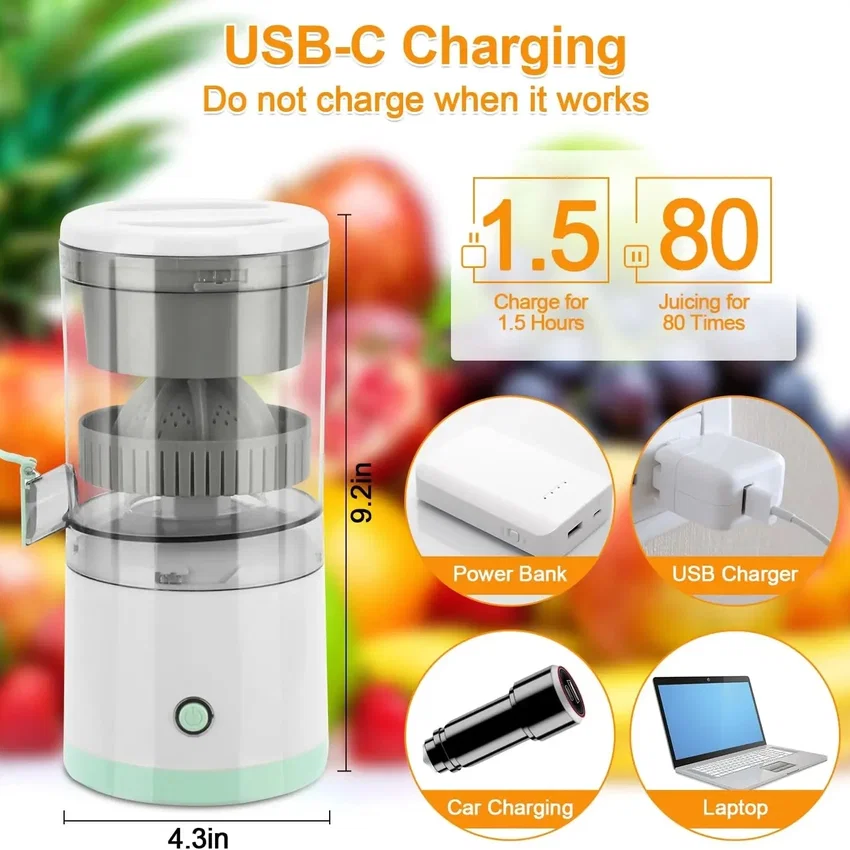 USB-C Charging
Do not charge when it works
1.5
Charge for
1.5 Hours
80
Juicing for
80 Times
9.2in
4.3in
Power Bank
USB Charger
Car Charging
Laptop